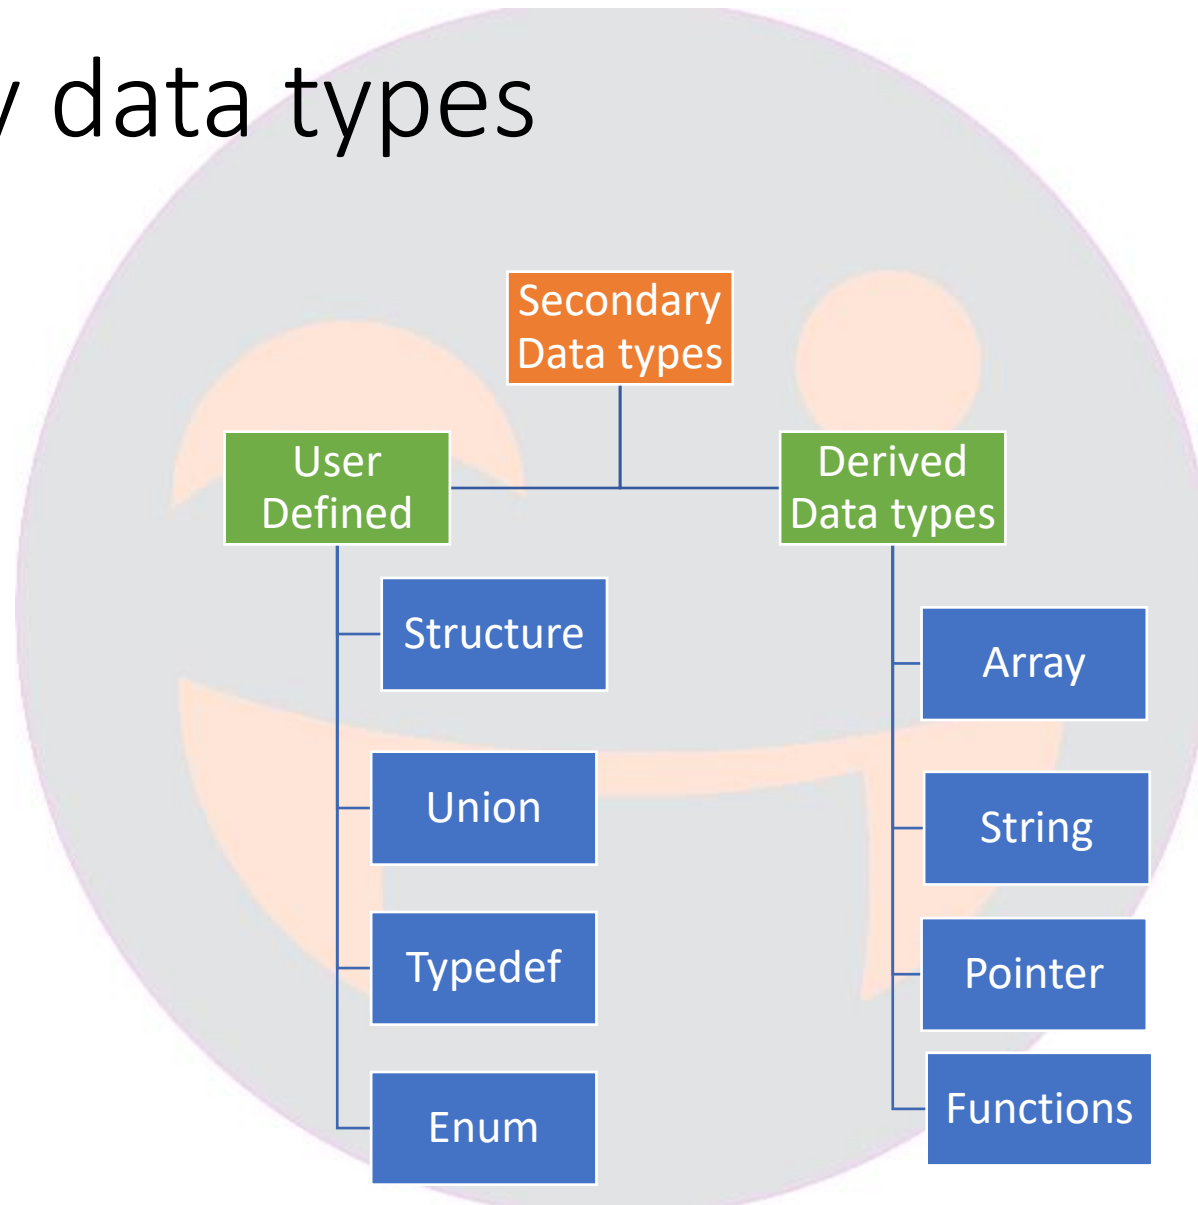 y data types
Secondary
Data types
User
Defined
Derived
Data types
Structure
Union
Typedef
Enum
Array
String
Pointer
Functions